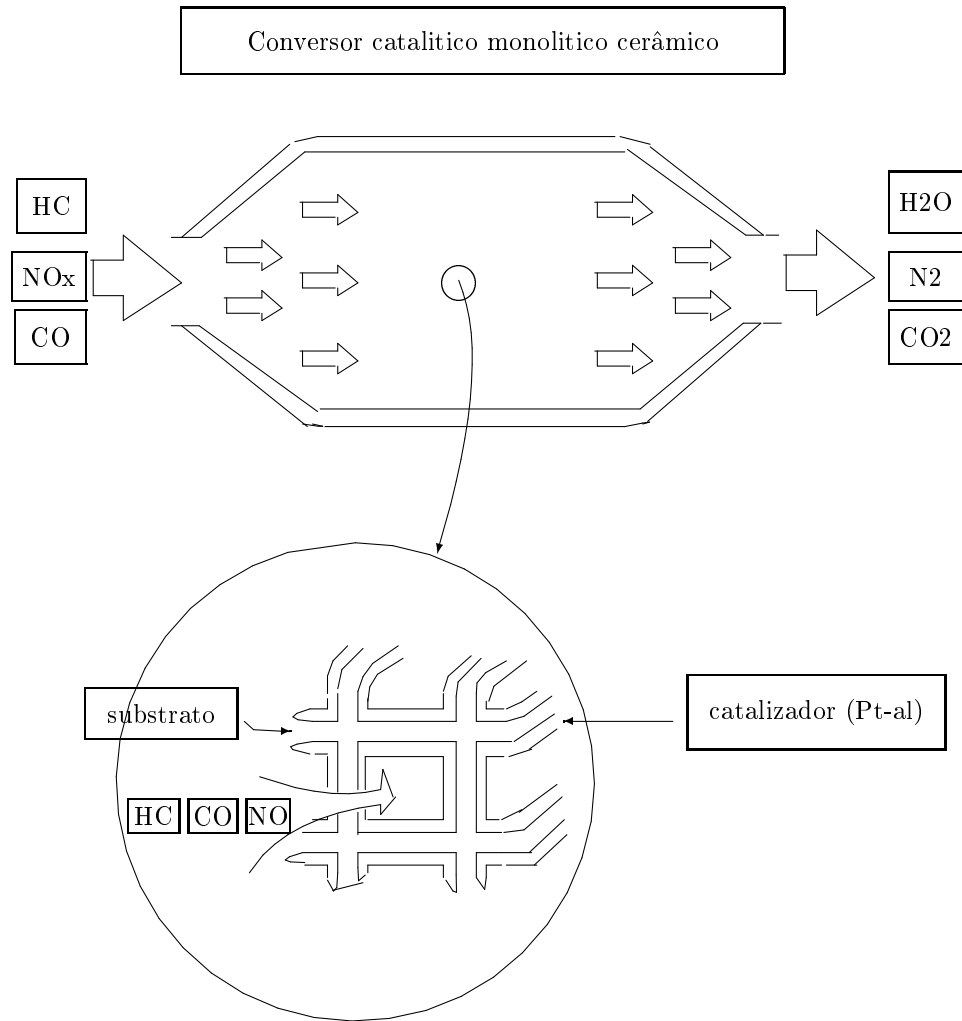 Conversor catalitico monolitico cerâmico
HC
NOx
CO
H2O
N2
CO2
substrato
catalizador (Pt-al)
HC CO NO